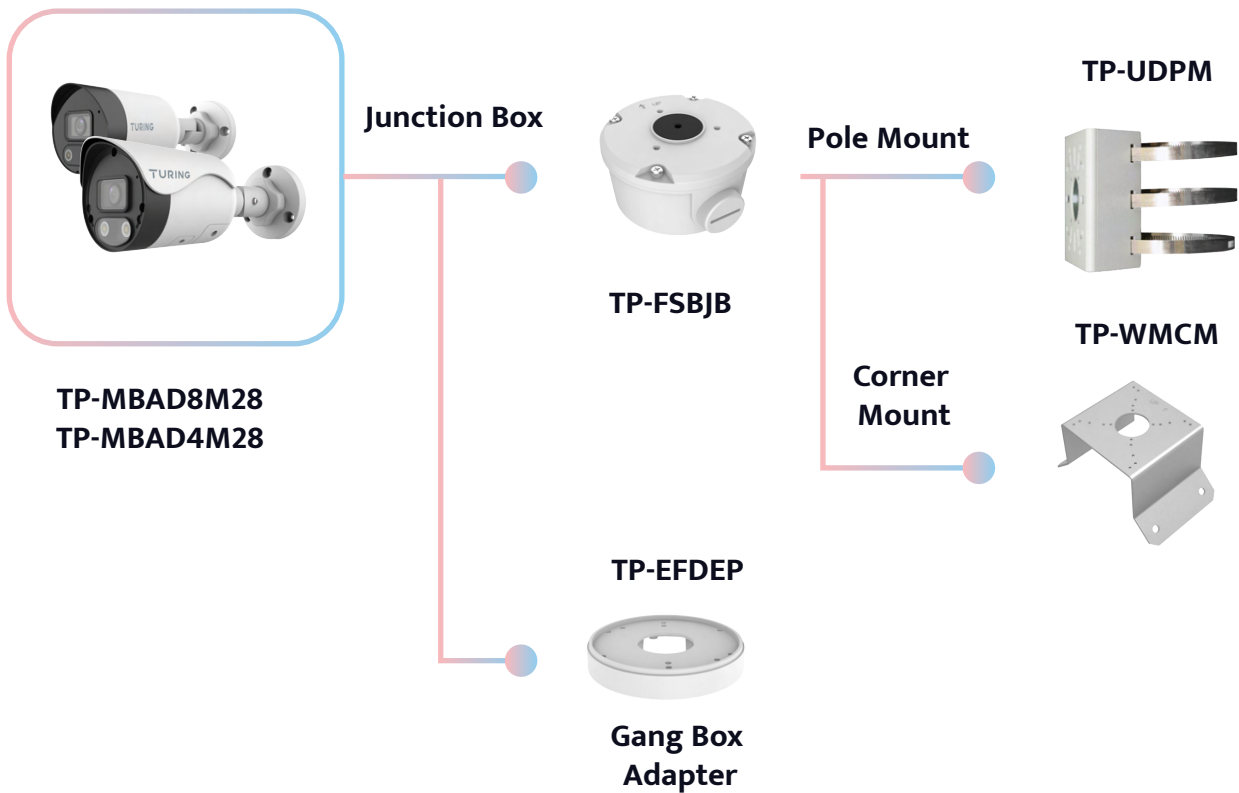 TP-UDPM
Junction Box
Pole Mount
TURING
TURING
TP-FSBJB
TP-WMCM
Corner
Mount
TP-MBAD8M28
TP-MBAD4M28
TP-EFDEP
Gang Box
Adapter